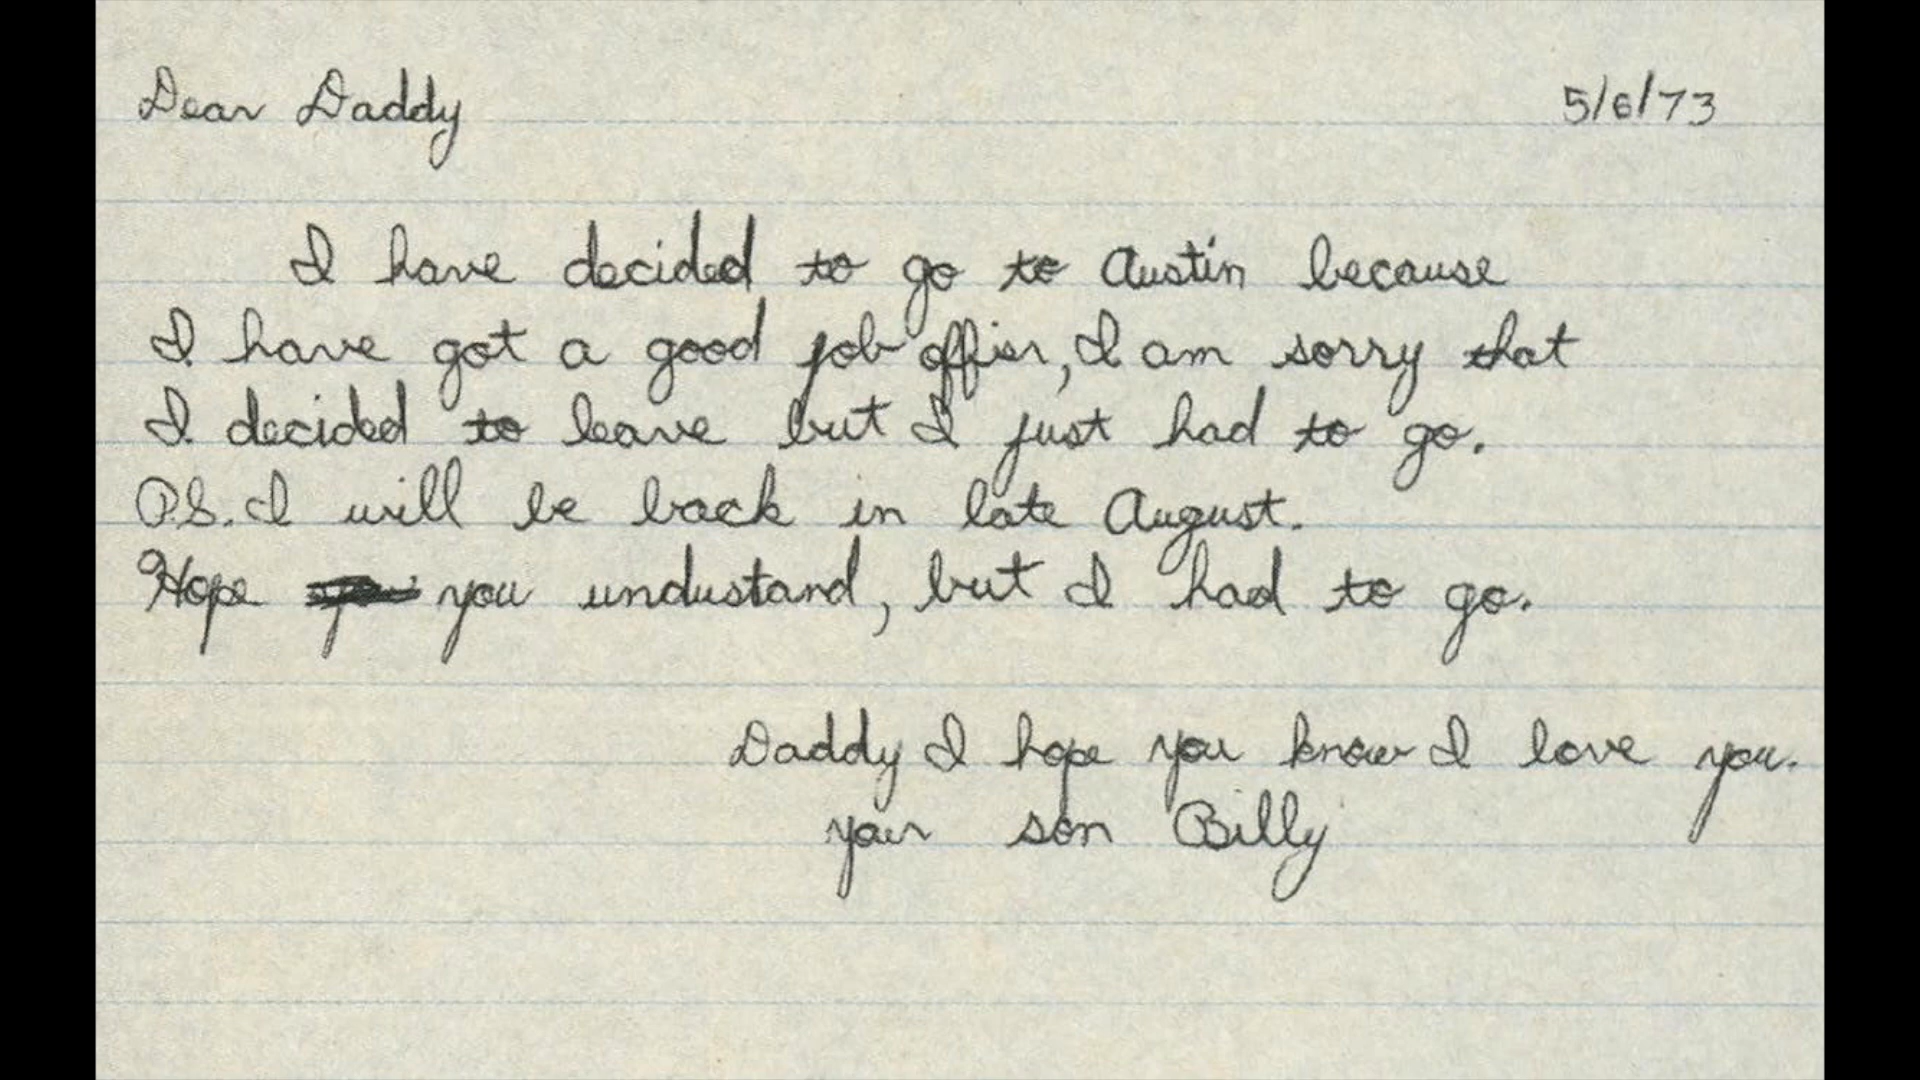 Dear Daddy 5/6/73
I have decided to go to Austin because
I have got a good job offier, I am sorry that
I decided to leave but I just had to go.
P.S. I will be back in late August.
Hope you undustand, but I had to go.
Daddy I hope you know I love you.
your son Billy